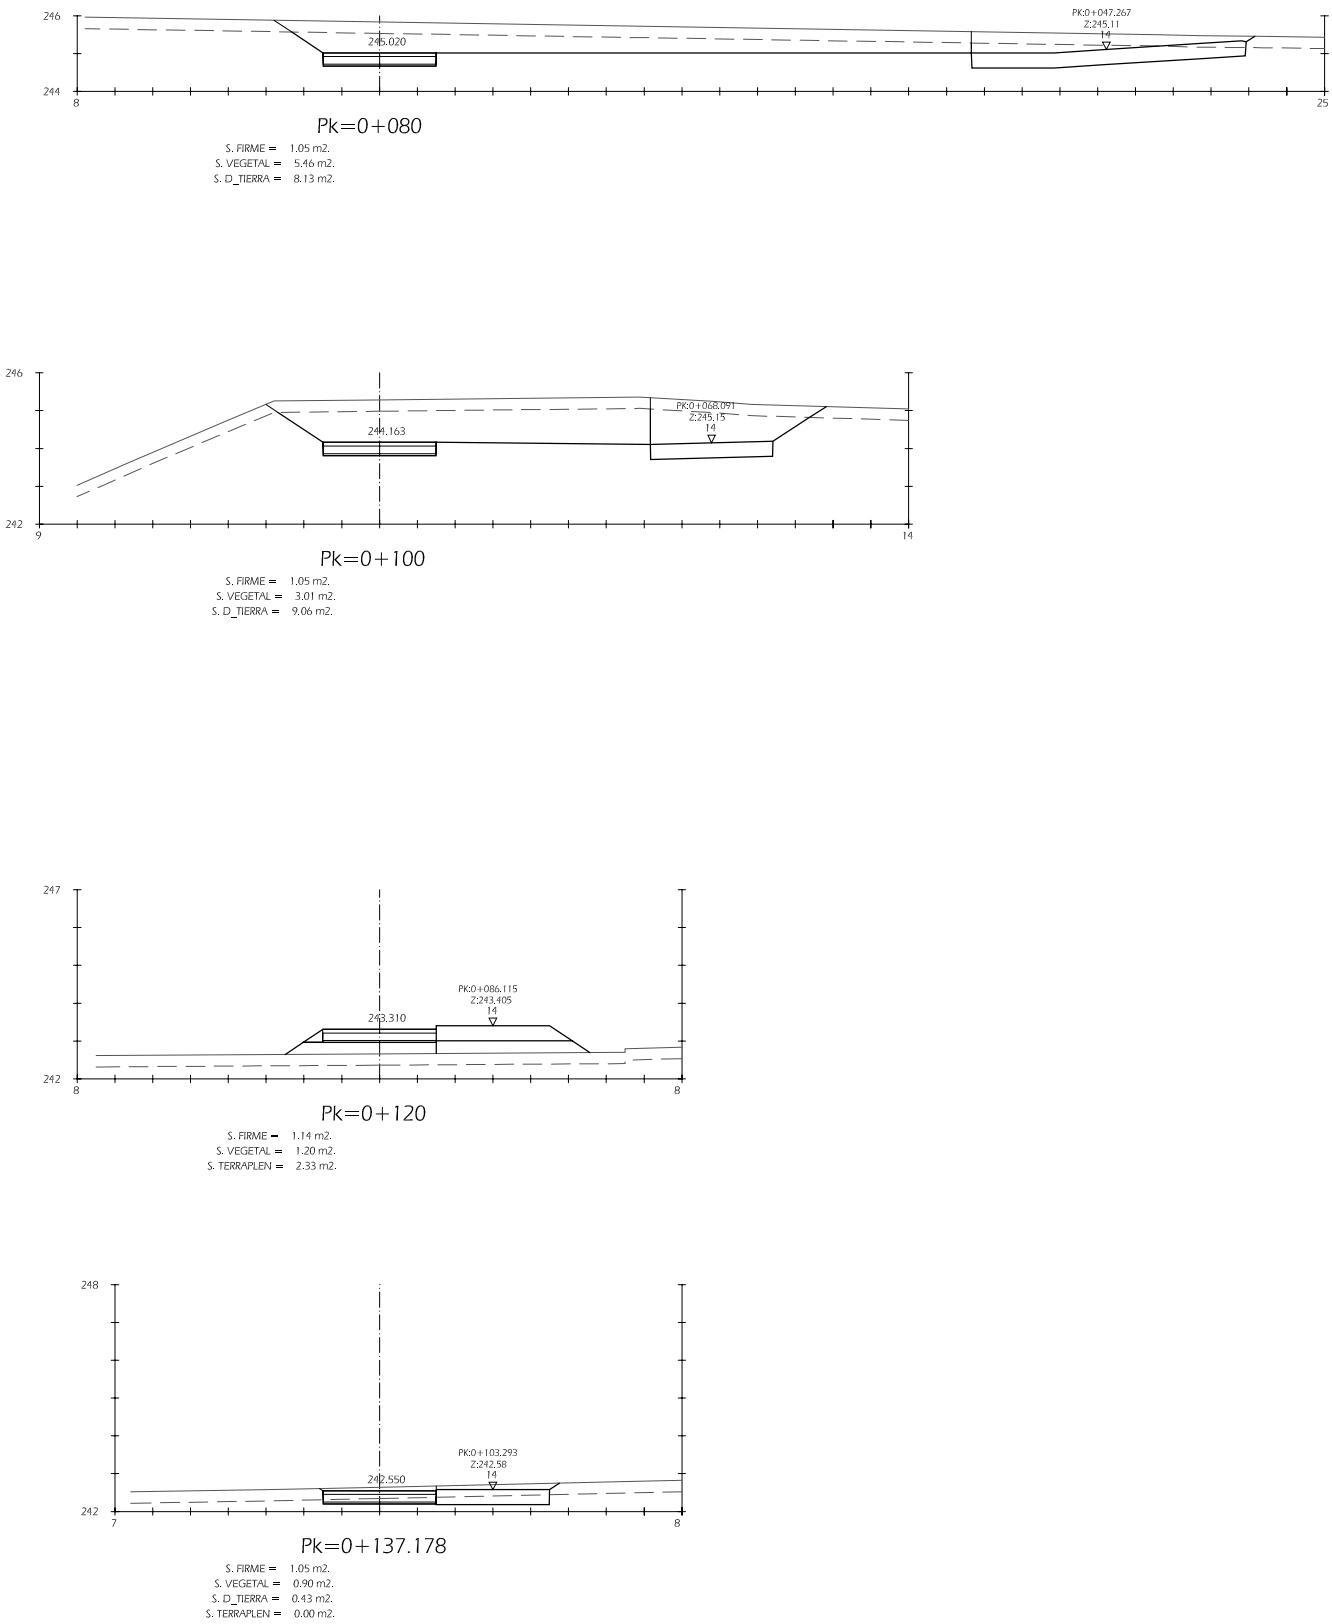 246
PK:0+047.267
Z:245.11
14
245.020
244
8
25
Pk=0+080
S. FIRME = 1.05 m2.
S. VEGETAL = 5.46 m2.
S. D_TIERRA = 8.13 m2.
246
PK:0+068.091
Z:245.15
14
244.163
242
9
14
Pk=0+100
S. FIRME = 1.05 m2.
S. VEGETAL = 3.01 m2.
S. D_TIERRA = 9.06 m2.
247
PK:0+086.115
Z:243.405
14
243.310
242
8
8
Pk=0+120
S. FIRME = 1.14 m2.
S. VEGETAL = 1.20 m2.
S. TERRAPLEN = 2.33 m2.
248
PK:0+103.293
Z:242.58
14
242.550
242
7
8
Pk=0+137.178
S. FIRME = 1.05 m2.
S. VEGETAL = 0.90 m2.
S. D_TIERRA = 0.43 m2.
S. TERRAPLEN = 0.00 m2.